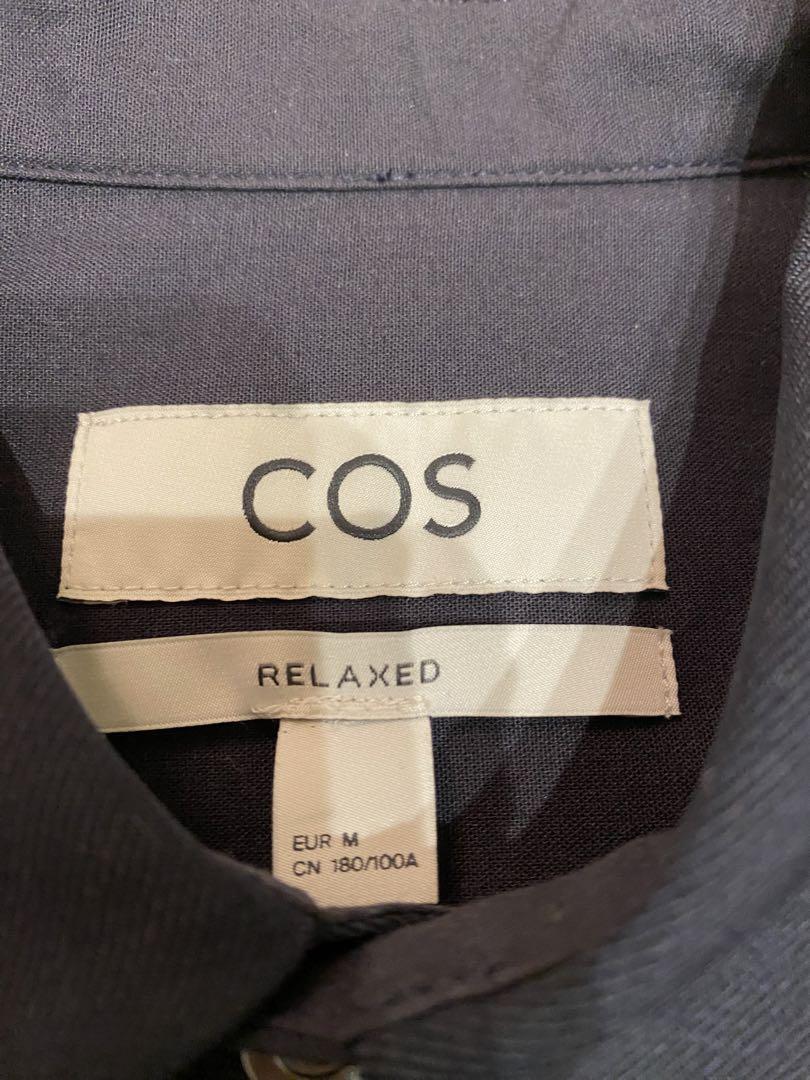 COS
RELAXED
EUR M
CN 180/100A